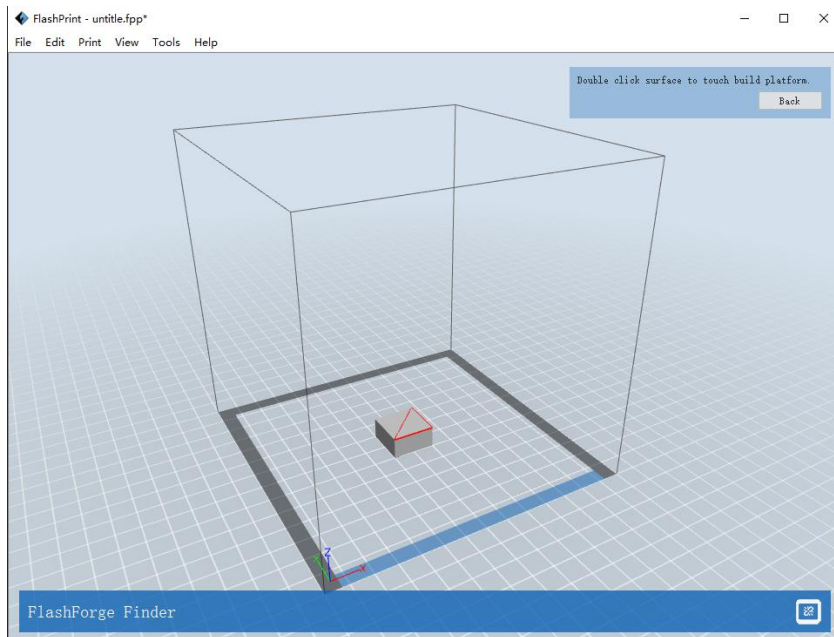 FlashPrint - untitle.fpp*
File Edit Print View Tools Help
Double click surface to touch build platform.
Back
Z
X
FlashForge Finder